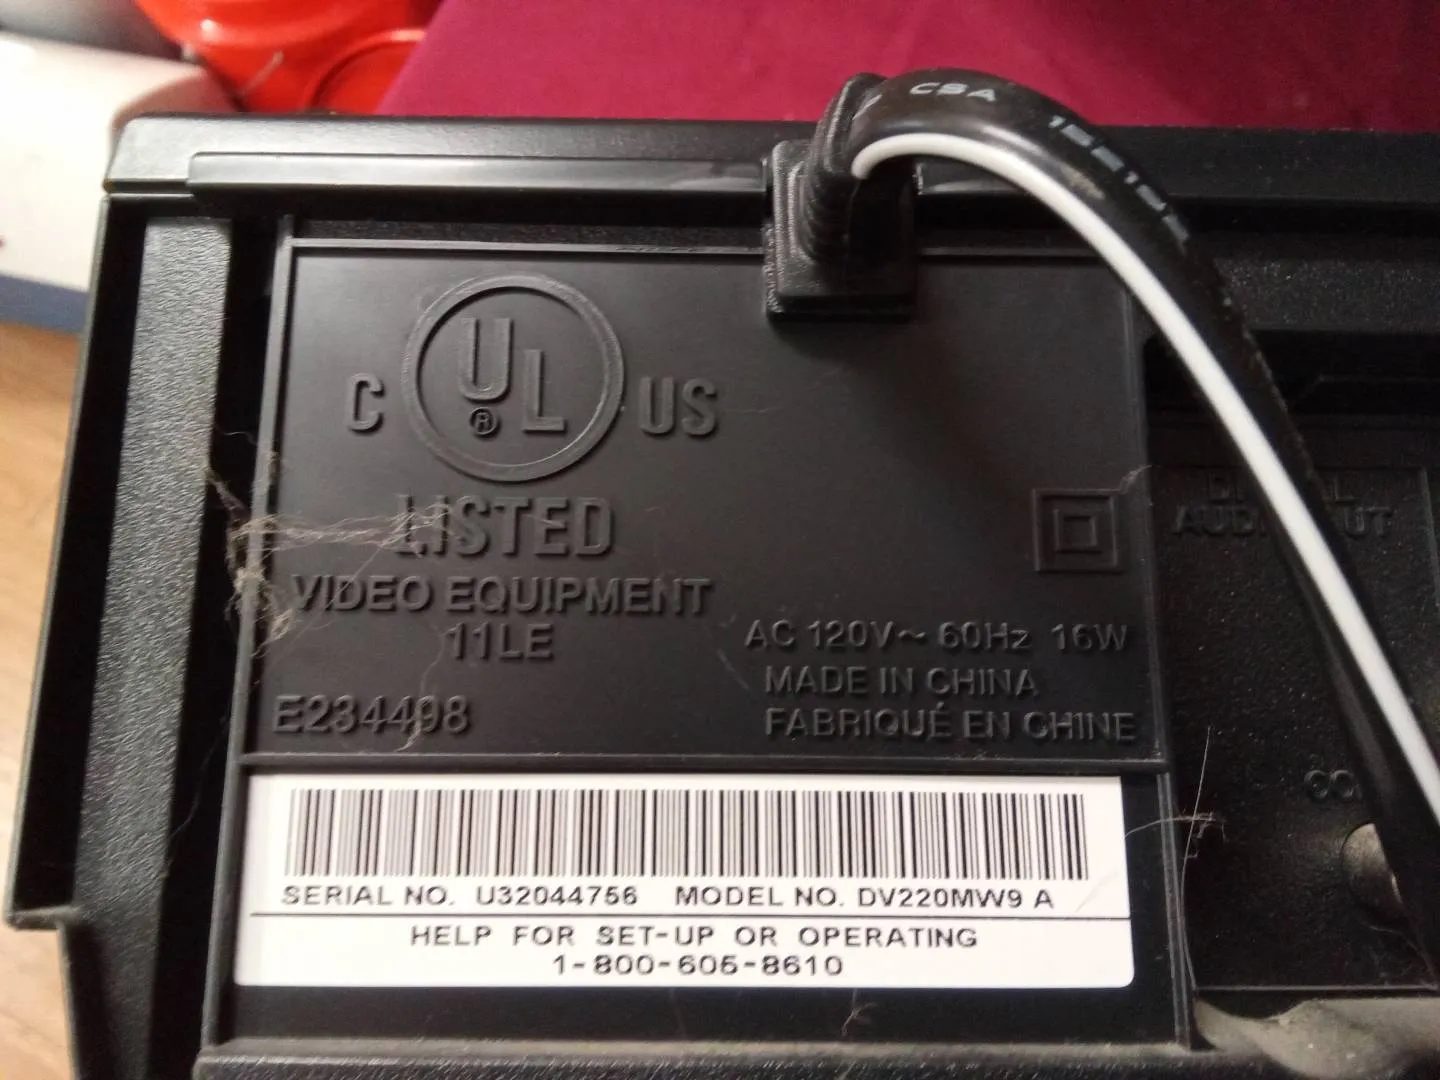 CSA
C UL ® US
LISTED
VIDEO EQUIPMENT
11LE
E234498
AC 120V~ 60Hz 16W
MADE IN CHINA
FABRIQUÉ EN CHINE
SERIAL NO. U32044756 MODEL NO. DV220MW9 A
HELP FOR SET-UP OR OPERATING
1-800-605-8610